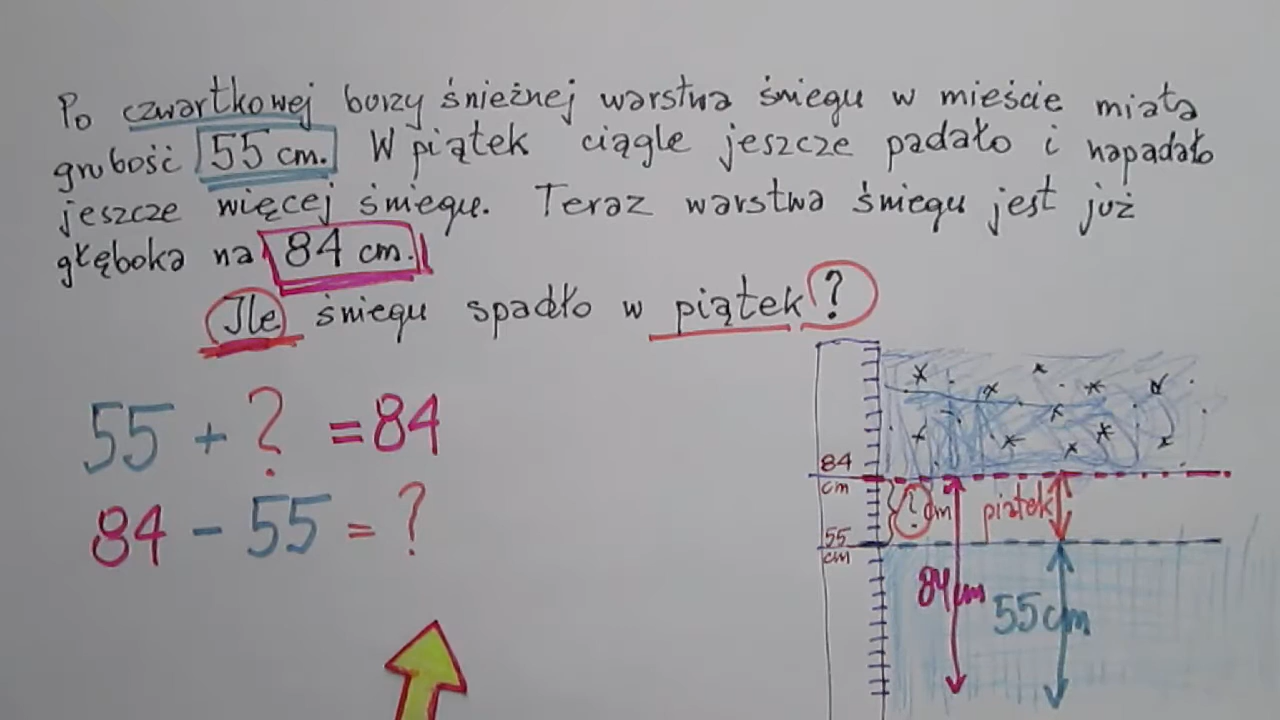 Po czwartkowej burzy śnieżnej warstwa śniegu w mieście miała
grubość 55 cm. W piątek ciągle jeszcze padało i napadało
jeszcze więcej śniegu. Teraz warstwa śniegu jest już
głęboka na 84 cm.
Ile śniegu spadło w piątek?
55 + ? = 84
84 - 55 = ?
84
cm
? cm
piątek
55
cm
84 cm
55 cm